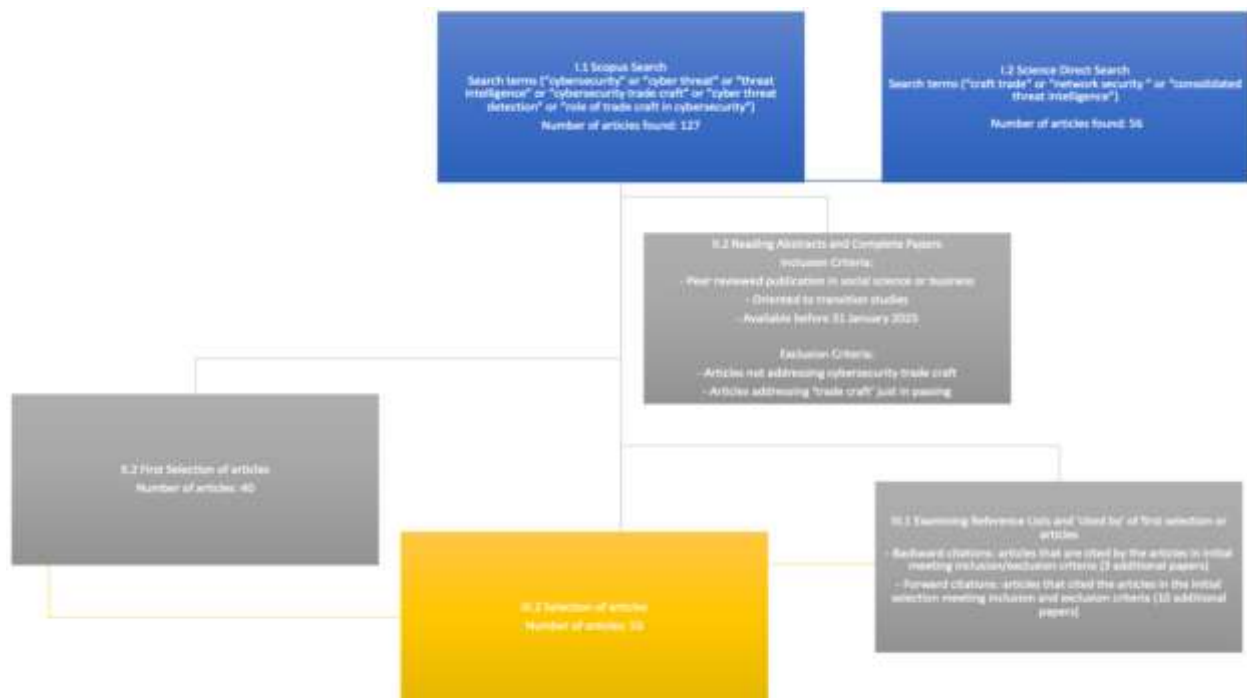 I.1 Scopus Search
Search terms ("cybersecurity" or "cyber threat" or "threat
intelligence" or "cybersecurity trade craft" or "cyber threat
detection" or "role of trade craft in cybersecurity")
Number of articles found: 127
I.2 Science Direct Search
Search terms ("craft trade" or "network security " or "consolidated
threat intelligence")
Number of articles found: 56
II.2 Reading Abstracts and Complete Papers
Inclusion Criteria:
- Peer reviewed publication in social science or business
- Oriented to transition studies
- Available before 31 January
Exclusion Criteria:
- Articles not addressing cybersecurity trade craft
- Articles addressing "trade craft" just in passing
II.2 First Selection of articles
Number of articles: 40
III.1 Examining Reference Lists and 'cited by' of first selection or
articles
- Backward citations: articles that are cited by the articles in initial
meeting inclusion/exclusion criteria ( additional papers)
- Forward citations: articles that cited the articles in the initial
selection meeting inclusion and exclusion criteria (10 additional
papers)
III.2 Selection of articles
Number of articles: